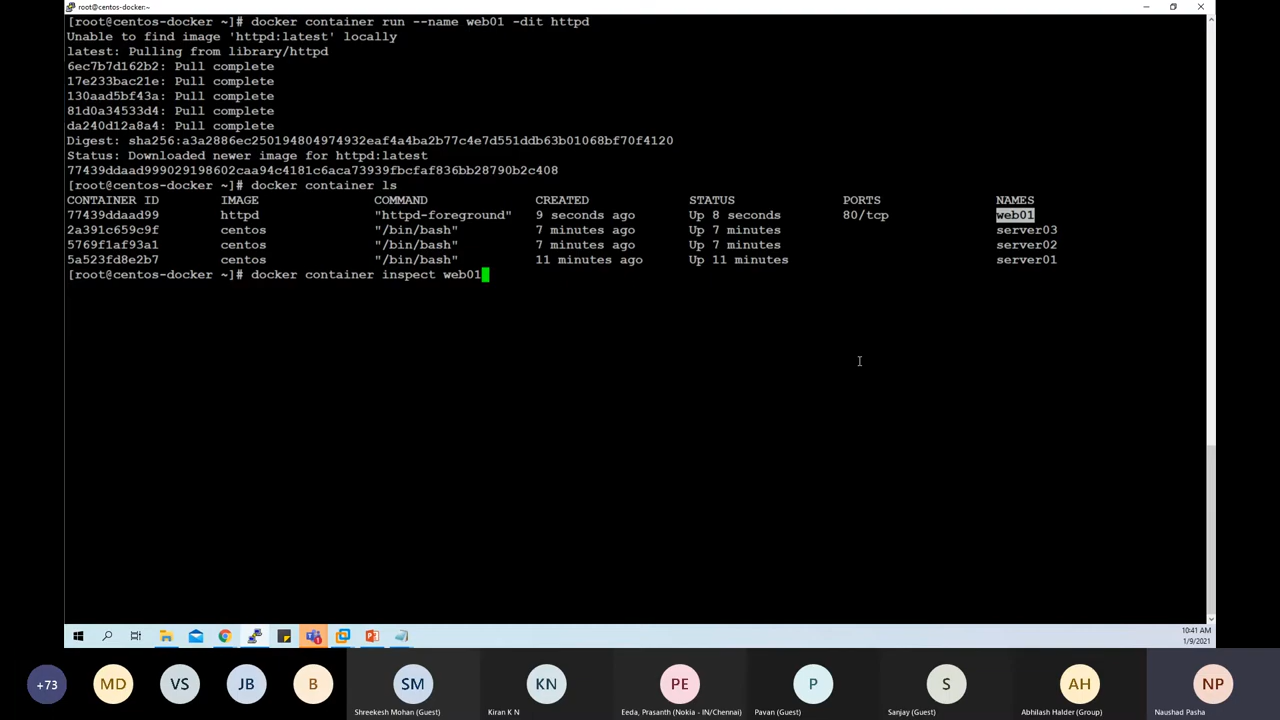 root@centos-docker:~
[root@centos-docker ~]# docker container run --name web01 -dit httpd
Unable to find image 'httpd:latest' locally
latest: Pulling from library/httpd
6ec7b7d162b2: Pull complete
17e233bac21e: Pull complete
130aad5bf43a: Pull complete
81d0a34533d4: Pull complete
da240d12a8a4: Pull complete
Digest: sha256:a3a2886ec250194804974932eaf4a4ba2b77c4e7d551ddb63b01068bf70f4120
Status: Downloaded newer image for httpd:latest
77439ddaad999029198602caa94c4181c6aca73939fbcfaf836bb28790b2c408
[root@centos-docker ~]# docker container ls
CONTAINER ID IMAGE COMMAND CREATED STATUS PORTS NAMES
77439ddaad99 httpd "httpd-foreground" 9 seconds ago Up 8 seconds 80/tcp web01
2a391c659c9f centos "/bin/bash" 7 minutes ago Up 7 minutes server03
5769f1af93a1 centos "/bin/bash" 7 minutes ago Up 7 minutes server02
5a523fd8e2b7 centos "/bin/bash" 11 minutes ago Up 11 minutes server01
[root@centos-docker ~]# docker container inspect web01
10:41 AM
1/9/2021
+73 MD VS JB B SM KN PE P S AH NP
Shreekesh Mohan (Guest) Kiran K N Eeda, Prasanth (Nokia - IN/Chennai) Pavan (Guest) Sanjay (Guest) Abhilash Halder (Group) Naushad Pasha